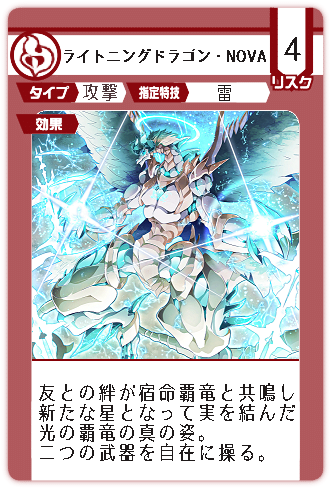 ライトニングドラゴン・NOVA
4
リスク
タイプ 攻撃 指定特技 雷
効果
友との絆が宿命覇竜と共鳴し
新たな星となって実を結んだ
光の覇竜の真の姿。
二つの武器を自在に操る。